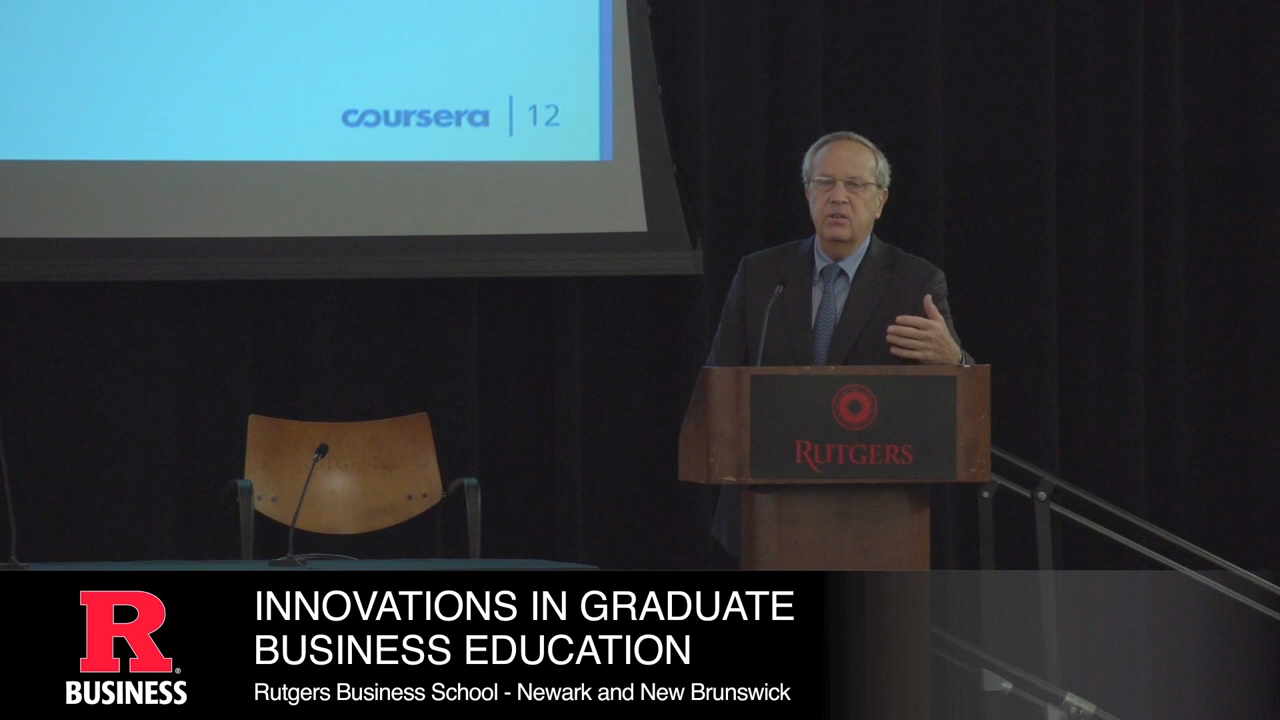 coursera | 12
RUTGERS
R
BUSINESS
INNOVATIONS IN GRADUATE
BUSINESS EDUCATION
Rutgers Business School - Newark and New Brunswick